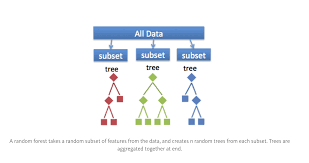 All Data
subset subset subset
tree tree tree
A random forest takes a random subset of features from the data, and creates n random trees from each subset. Trees are
aggregated together at end.